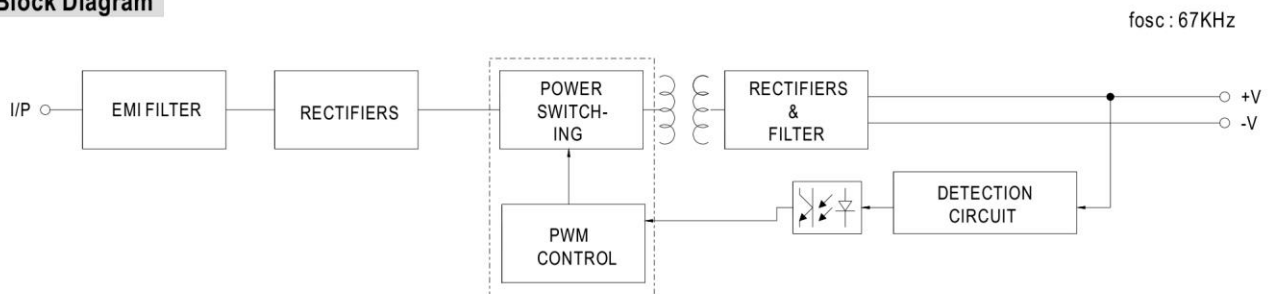 Block Diagram
fosc : 67KHz
I/P
EMI FILTER
RECTIFIERS
POWER
SWITCH-
ING
RECTIFIERS
&
FILTER
+V
-V
PWM
CONTROL
DETECTION
CIRCUIT